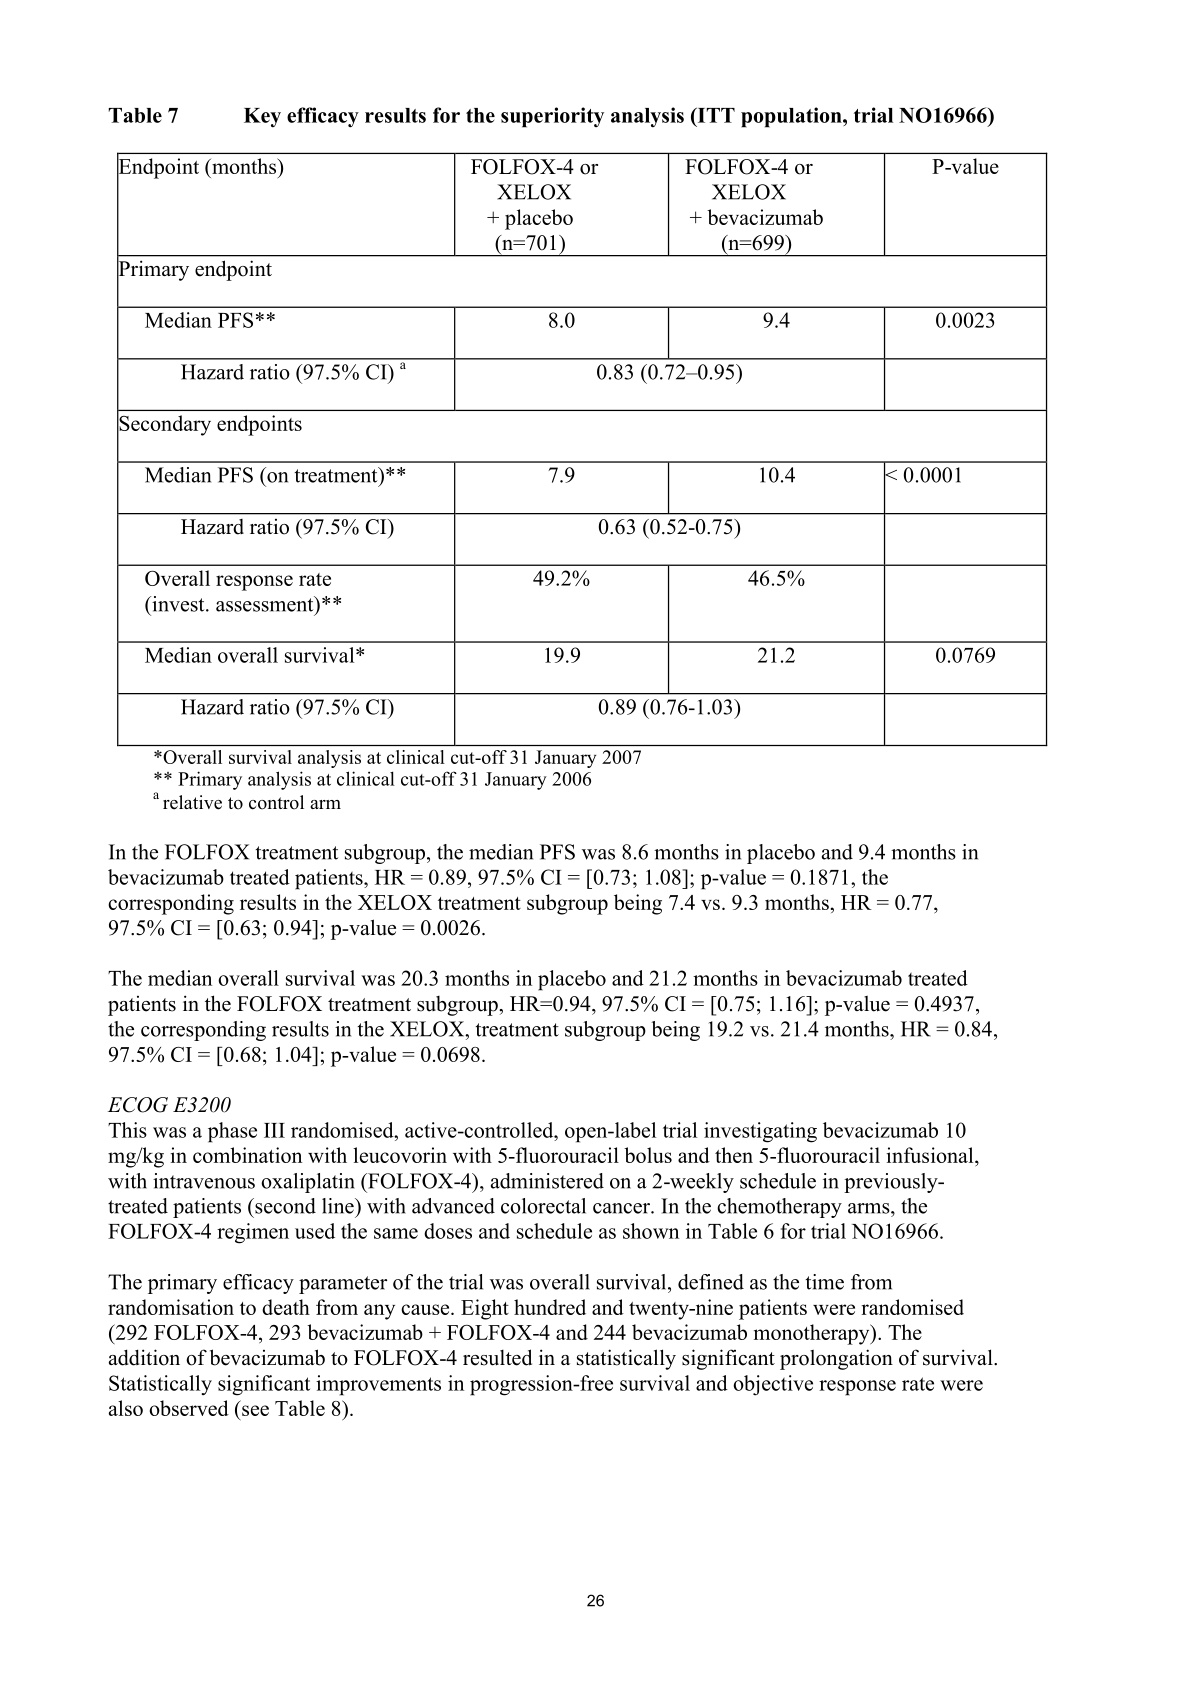 Table 7 Key efficacy results for the superiority analysis (ITT population, trial NO16966)
Endpoint (months)
FOLFOX-4 or
XELOX
+ placebo
(n=701)
FOLFOX-4 or
XELOX
+ bevacizumab
(n=699)
P-value
Primary endpoint
Median PFS** 8.0 9.4 0.0023
Hazard ratio (97.5% CI) a 0.83 (0.72–0.95)
Secondary endpoints
Median PFS (on treatment)** 7.9 10.4 < 0.0001
Hazard ratio (97.5% CI) 0.63 (0.52-0.75)
Overall response rate 49.2% 46.5%
(invest. assessment)**
Median overall survival* 19.9 21.2 0.0769
Hazard ratio (97.5% CI) 0.89 (0.76-1.03)
*Overall survival analysis at clinical cut-off 31 January 2007
** Primary analysis at clinical cut-off 31 January 2006
a relative to control arm
In the FOLFOX treatment subgroup, the median PFS was 8.6 months in placebo and 9.4 months in
bevacizumab treated patients, HR = 0.89, 97.5% CI = [0.73; 1.08]; p-value = 0.1871, the
corresponding results in the XELOX treatment subgroup being 7.4 vs. 9.3 months, HR = 0.77,
97.5% CI = [0.63; 0.94]; p-value = 0.0026.
The median overall survival was 20.3 months in placebo and 21.2 months in bevacizumab treated
patients in the FOLFOX treatment subgroup, HR=0.94, 97.5% CI = [0.75; 1.16]; p-value = 0.4937,
the corresponding results in the XELOX, treatment subgroup being 19.2 vs. 21.4 months, HR = 0.84,
97.5% CI = [0.68; 1.04]; p-value = 0.0698.
ECOG E3200
This was a phase III randomised, active-controlled, open-label trial investigating bevacizumab 10
mg/kg in combination with leucovorin with 5-fluorouracil bolus and then 5-fluorouracil infusional,
with intravenous oxaliplatin (FOLFOX-4), administered on a 2-weekly schedule in previously-
treated patients (second line) with advanced colorectal cancer. In the chemotherapy arms, the
FOLFOX-4 regimen used the same doses and schedule as shown in Table 6 for trial NO16966.
The primary efficacy parameter of the trial was overall survival, defined as the time from
randomisation to death from any cause. Eight hundred and twenty-nine patients were randomised
(292 FOLFOX-4, 293 bevacizumab + FOLFOX-4 and 244 bevacizumab monotherapy). The
addition of bevacizumab to FOLFOX-4 resulted in a statistically significant prolongation of survival.
Statistically significant improvements in progression-free survival and objective response rate were
also observed (see Table 8).
26